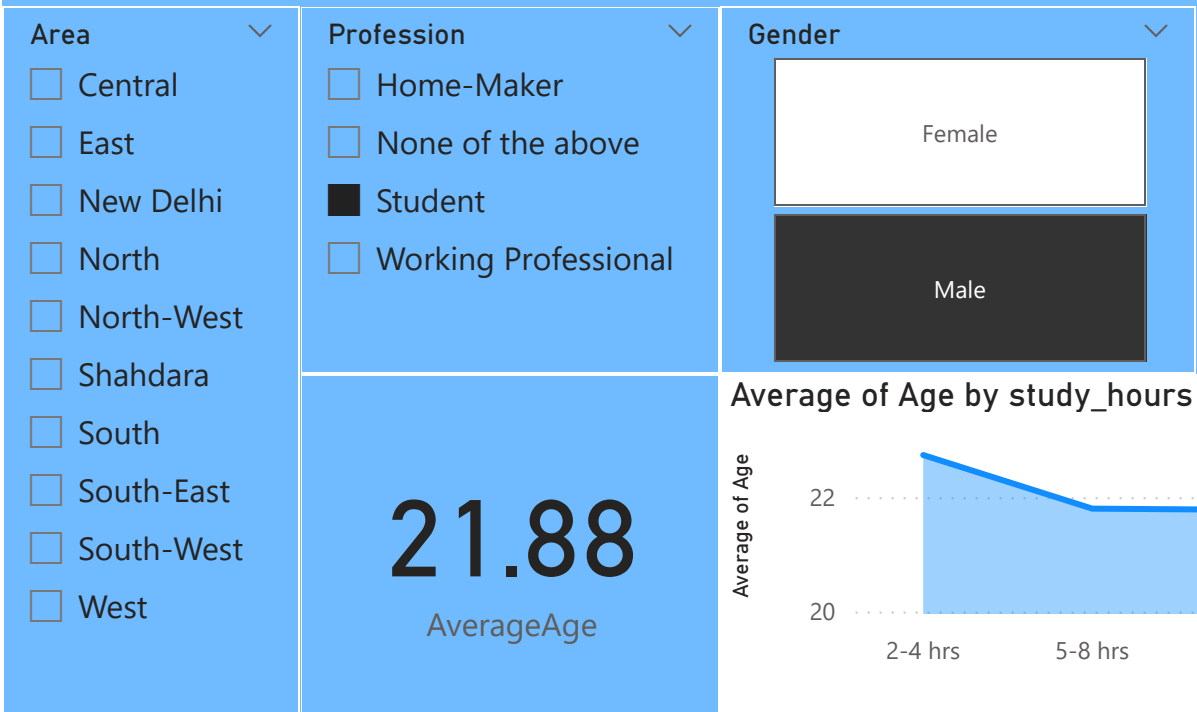 Area
Central
East
New Delhi
North
North-West
Shahdara
South
South-East
South-West
West
Profession
Home-Maker
None of the above
Student
Working Professional
Gender
Female
Male
21.88
AverageAge
Average of Age by study_hours
Average of Age
22
20
2-4 hrs
5-8 hrs